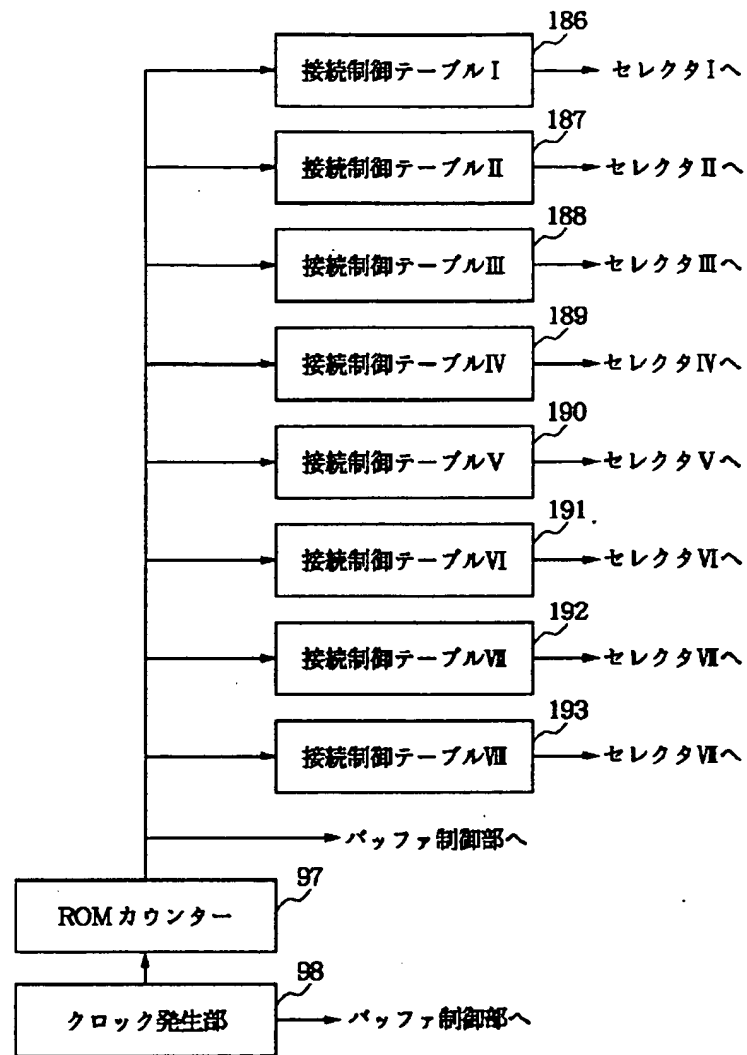 186
接続制御テーブルⅠ セレクタⅠへ
187
接続制御テーブルⅡ セレクタⅡへ
188
接続制御テーブルⅢ セレクタⅢへ
189
接続制御テーブルⅣ セレクタⅣへ
190
接続制御テーブルⅤ セレクタⅤへ
191
接続制御テーブルⅥ セレクタⅥへ
192
接続制御テーブルⅦ セレクタⅦへ
193
接続制御テーブルⅧ セレクタⅧへ
バッファ制御部へ
97
ROMカウンター
98
クロック発生部 バッファ制御部へ